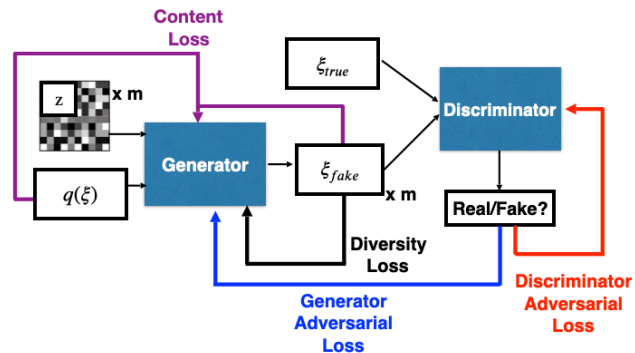 Content
Loss
z
x m
q(ξ)
Generator
ξtrue
ξfake
x m
Discriminator
Real/Fake?
Diversity
Loss
Generator
Adversarial
Loss
Discriminator
Adversarial
Loss